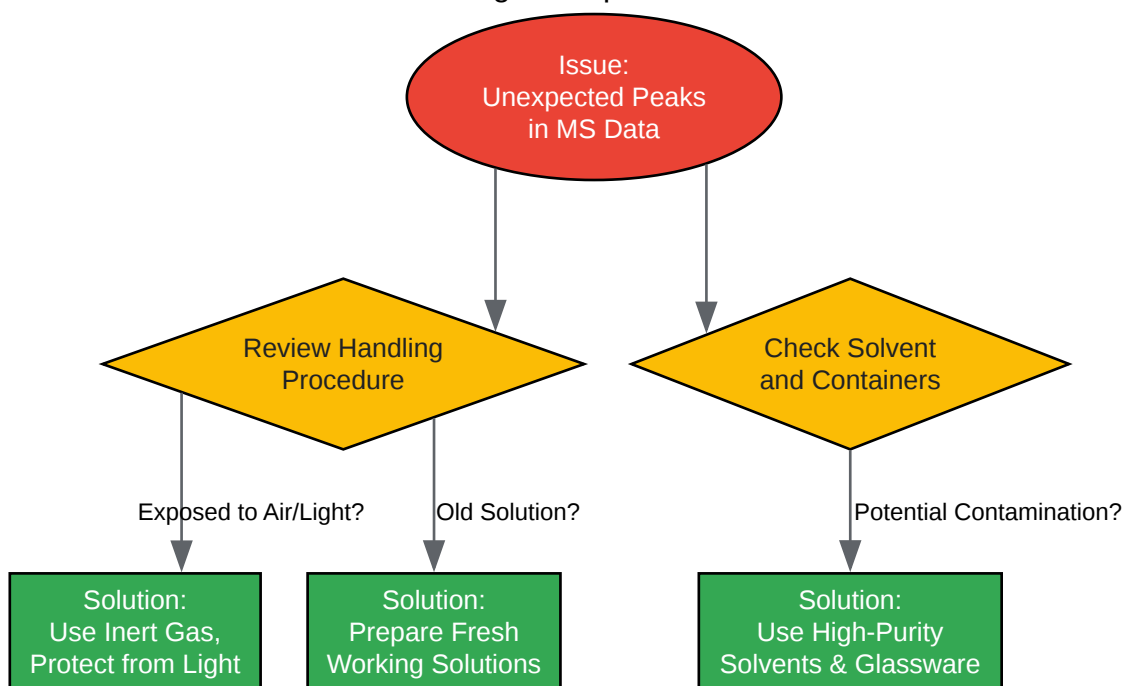 Issue:
Unexpected Peaks
in MS Data
Review Handling
Procedure
Check Solvent
and Containers
Exposed to Air/Light?
Old Solution?
Potential Contamination?
Solution:
Use Inert Gas,
Protect from Light
Solution:
Prepare Fresh
Working Solutions
Solution:
Use High-Purity
Solvents & Glassware